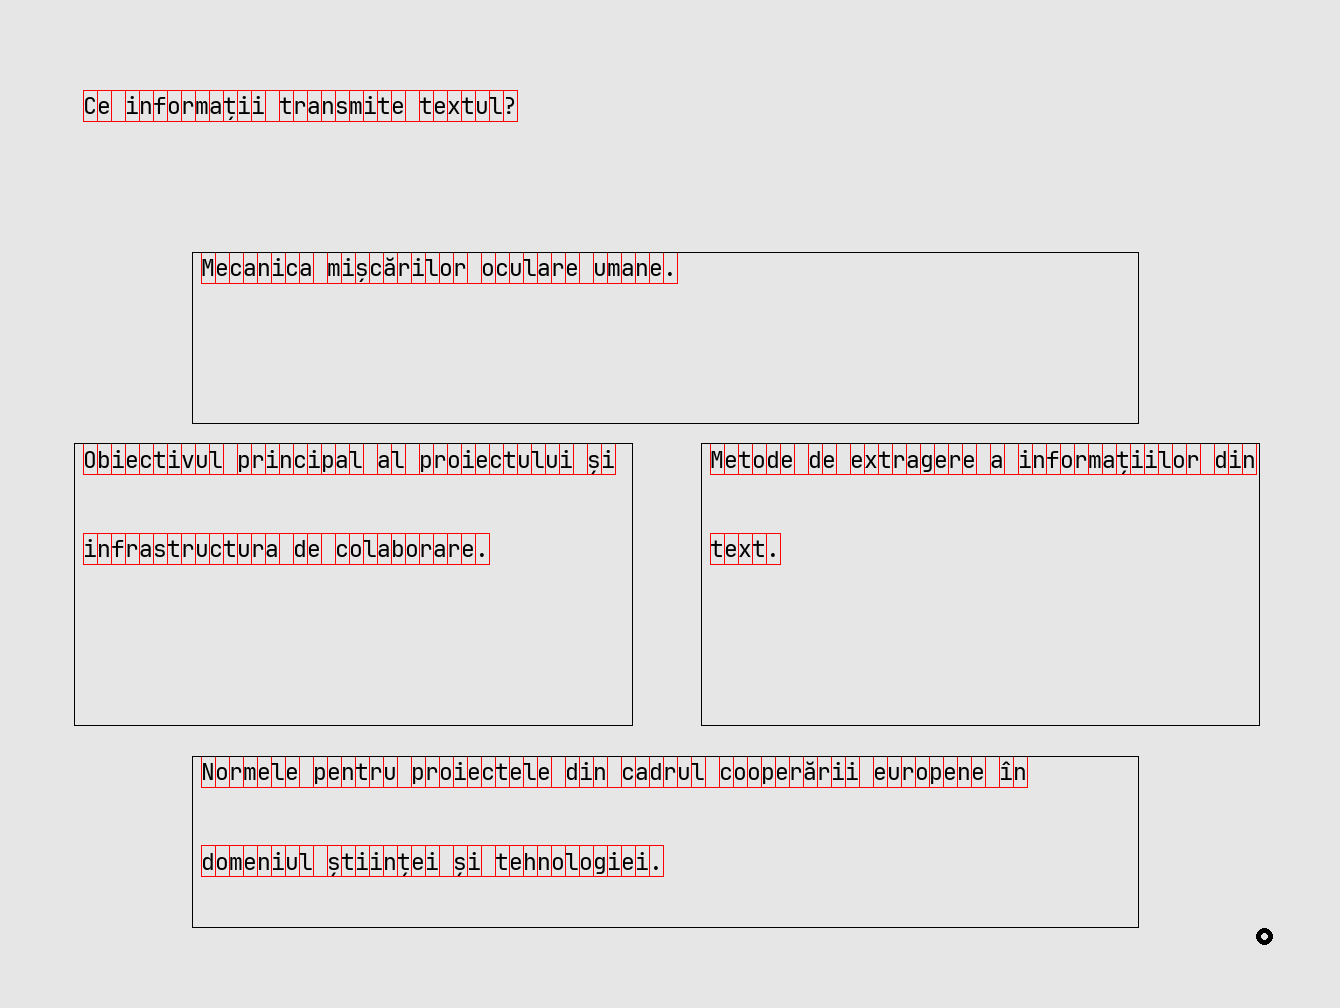 Ce informații transmite textul?
Mecanica mișcărilor oculare umane.
Obiectivul principal al proiectului și
infrastructura de colaborare.
Metode de extragere a informațiilor din
text.
Normele pentru proiectele din cadrul cooperării europene în
domeniul științei și tehnologiei.